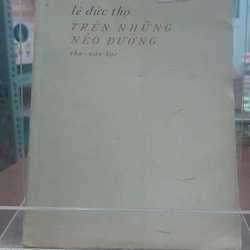 lê đức thọ
TRÊN NHỮNG
NẺO ĐƯỜNG
thơ - văn học